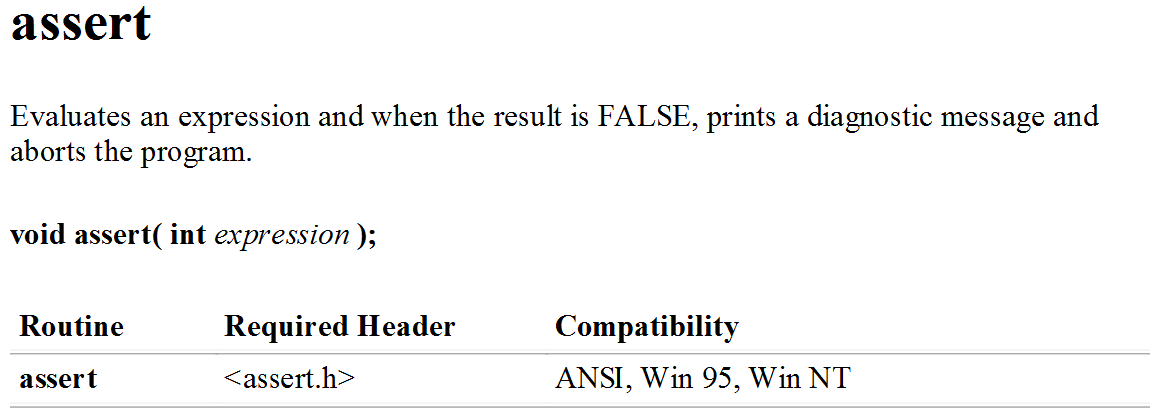 assert
Evaluates an expression and when the result is FALSE, prints a diagnostic message and
aborts the program.
void assert( int expression );
Routine Required Header Compatibility
assert <assert.h> ANSI, Win 95, Win NT